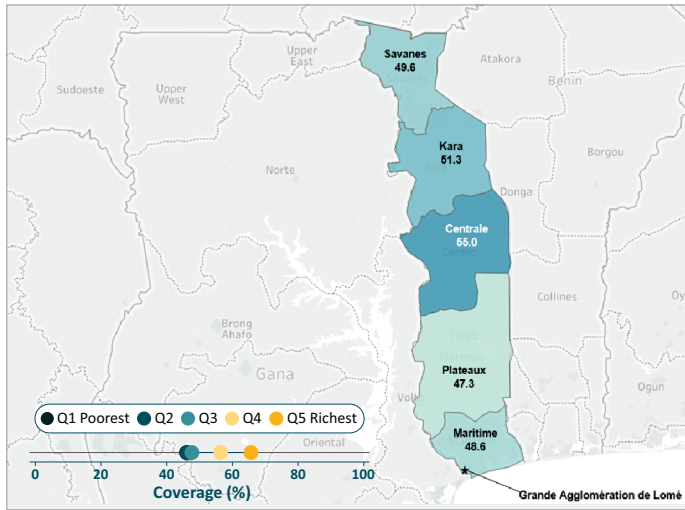 Savanes
49.6
Upper
East
Atakora
Benin
Sudoeste
Upper
West
Kara
51.3
Borgou
Norte
Donga
Centrale
55.0
Centro
Collines
Togo
Brong
Ahafo
Plateaux
Plateaux
47.3
Gana
Volt
Ogun
Q1 Poorest Q2 Q3 Q4 Q5 Richest
Oriental
Maritime
48.6
0 20 40 60 80 100
Coverage (%)
Grande Agglomération de Lomé